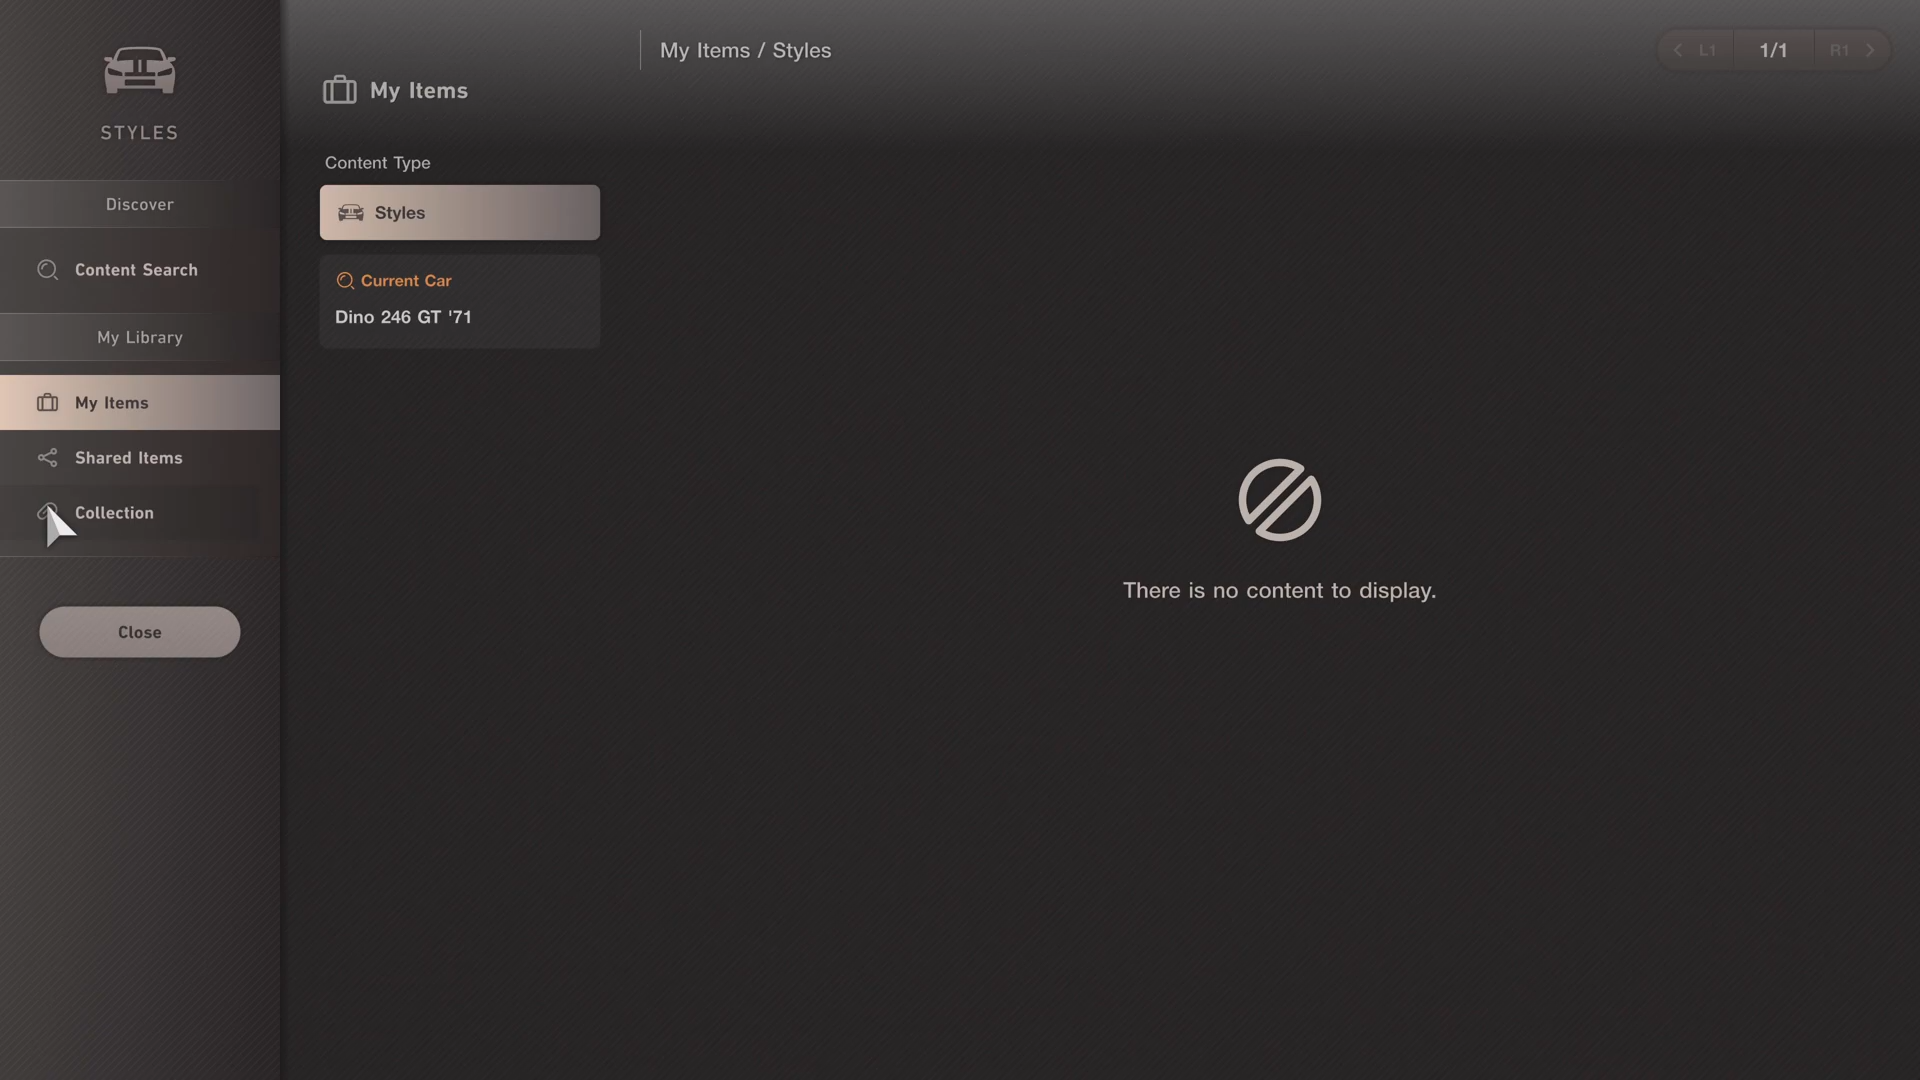 STYLES
Discover
Content Search
My Library
My Items
Shared Items
Collection
Close
My Items / Styles
< L1 1/1 R1 >
My Items
Content Type
Styles
Current Car
Dino 246 GT '71
There is no content to display.